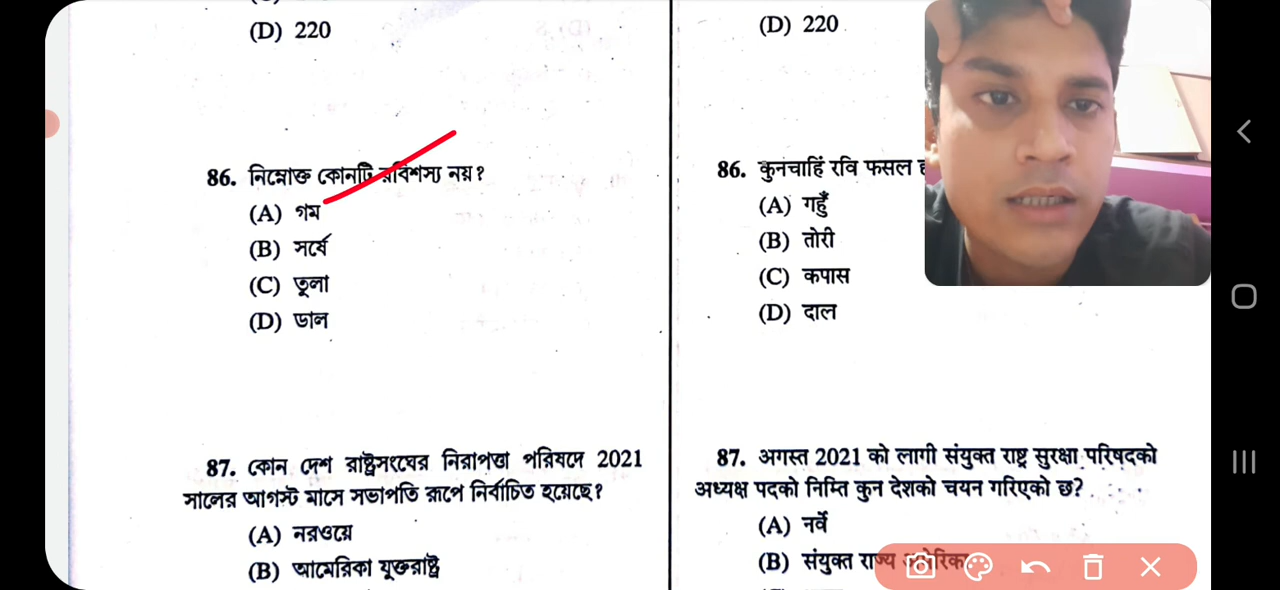 (D) 220
86. নিম্নোক্ত কোনটি রবিশস্য নয়?
(A) গম
(B) সর্ষে
(C) তুলা
(D) ডাল
87. কোন দেশ রাষ্ট্রসংঘের নিরাপত্তা পরিষদে 2021
সালের আগস্ট মাসে সভাপতি রূপে নির্বাচিত হয়েছে?
(A) নরওয়ে
(B) আমেরিকা যুক্তরাষ্ট্র
(D) 220
86. कुनचाहिं रवि फसल
(A) गहुँ
(B) तोरी
(C) कपास
(D) दाल
87. अगस्त 2021 को लागी संयुक्त राष्ट्र सुरक्षा परिषदको
अध्यक्ष पदको निम्ति कुन देशको चयन गरिएको छ?
(A) नर्वे
(B) संयुक्त राज्य अमेरिका